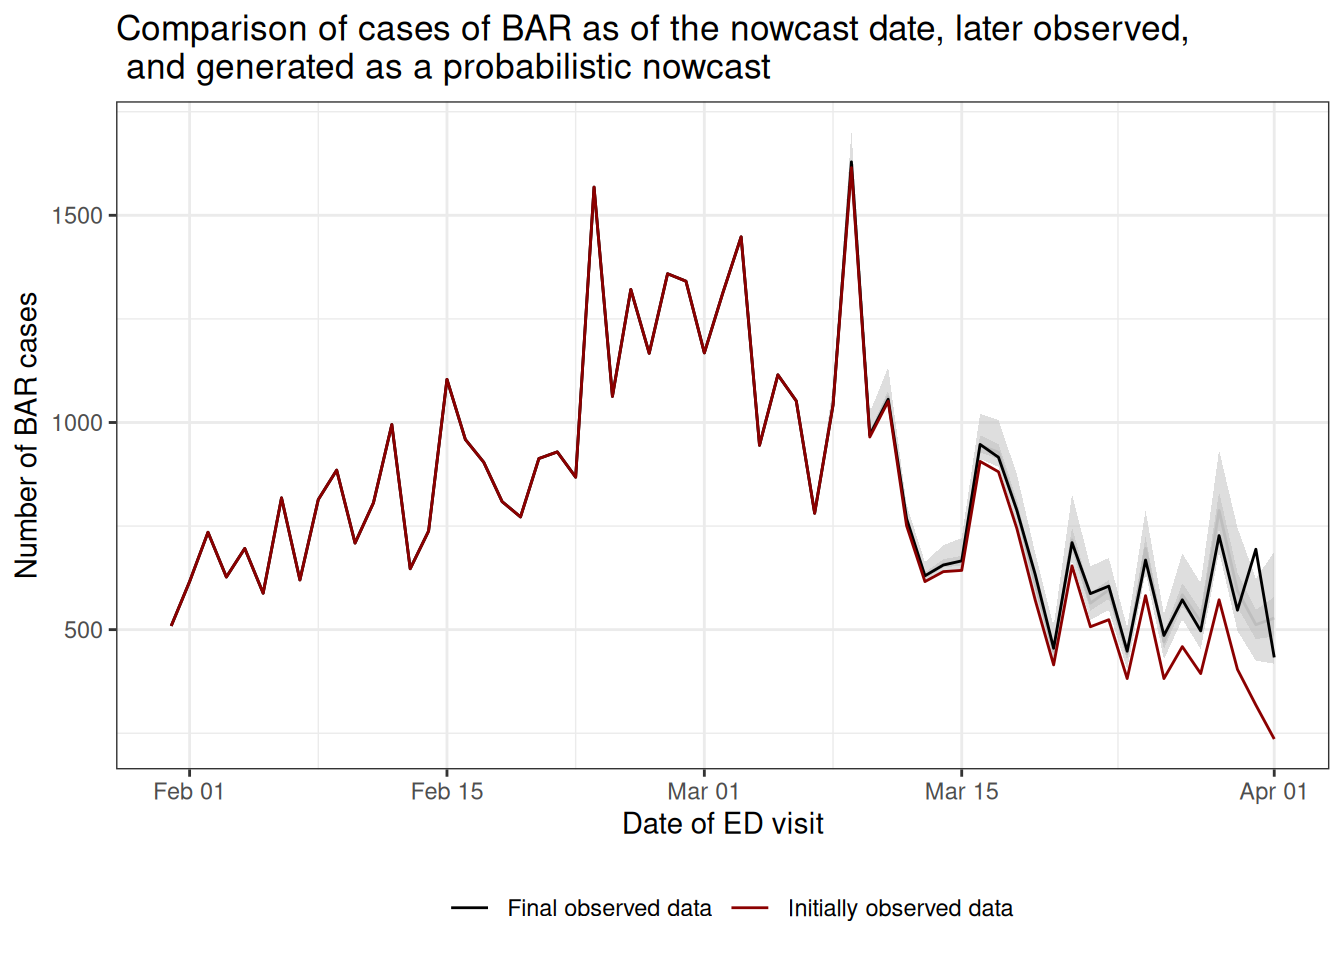 Comparison of cases of BAR as of the nowcast date, later observed,
and generated as a probabilistic nowcast
Number of BAR cases
1500
1000
500
Feb 01
Feb 15
Mar 01
Mar 15
Apr 01
Date of ED visit
Final observed data
Initially observed data